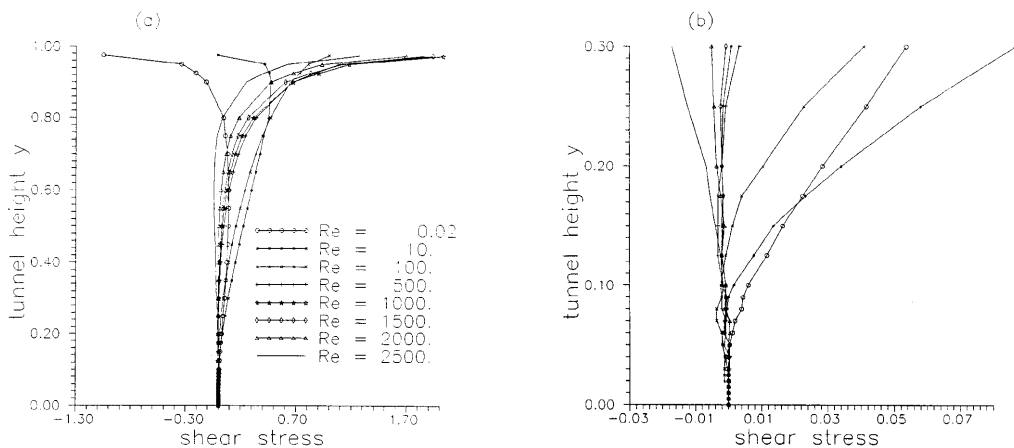 (a)
(b)
1.00
0.80
0.60
0.40
0.20
0.00
tunnel height y
-1.30
-0.30
0.70
1.70
shear stress
Re = 0.02
Re = 10.
Re = 100.
Re = 500.
Re = 1000.
Re = 1500.
Re = 2000.
Re = 2500.
0.30
0.20
0.10
0.00
tunnel height y
-0.03
-0.01
0.01
0.03
0.05
0.07
shear stress